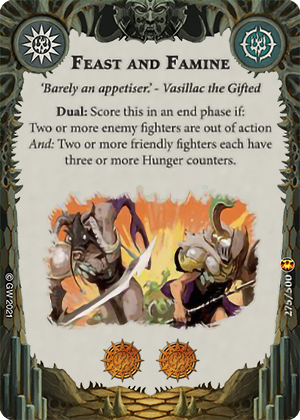 FEAST AND FAMINE
'Barely an appetiser.' - Vasillac the Gifted
Dual: Score this in an end phase if:
Two or more enemy fighters are out of action
And: Two or more friendly fighters each have
three or more Hunger counters.
© GW 2021
275/500